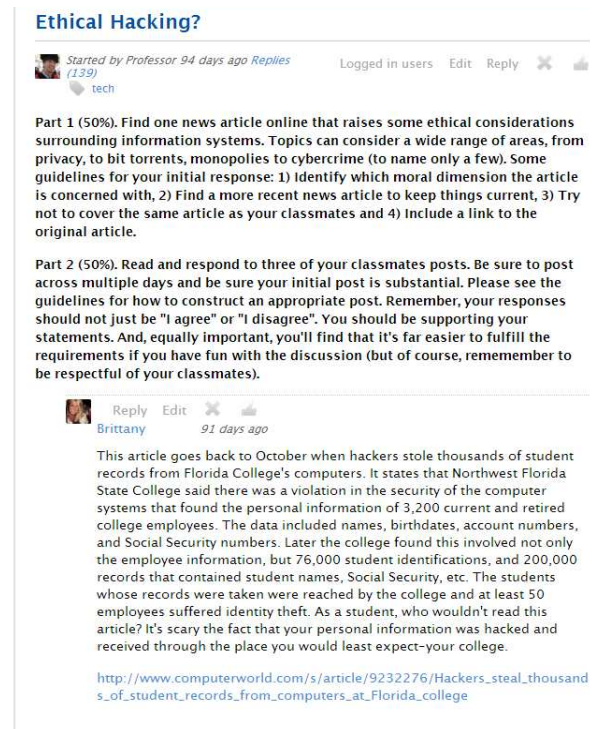 Ethical Hacking?
Started by Professor 94 days ago Replies
(139)
Logged in users Edit Reply
tech
Part 1 (50%). Find one news article online that raises some ethical considerations
surrounding information systems. Topics can consider a wide range of areas, from
privacy, to bit torrents, monopolies to cybercrime (to name only a few). Some
guidelines for your initial response: 1) Identify which moral dimension the article
is concerned with, 2) Find a more recent news article to keep things current, 3) Try
not to cover the same article as your classmates and 4) Include a link to the
original article.
Part 2 (50%). Read and respond to three of your classmates posts. Be sure to post
across multiple days and be sure your initial post is substantial. Please see the
guidelines for how to construct an appropriate post. Remember, your responses
should not just be "I agree" or "I disagree". You should be supporting your
statements. And, equally important, you'll find that it's far easier to fulfill the
requirements if you have fun with the discussion (but of course, rememember to
be respectful of your classmates).
Reply Edit
Brittany 91 days ago
This article goes back to October when hackers stole thousands of student
records from Florida College's computers. It states that Northwest Florida
State College said there was a violation in the security of the computer
systems that found the personal information of 3,200 current and retired
college employees. The data included names, birthdates, account numbers,
and Social Security numbers. Later the college found this involved not only
the employee information, but 76,000 student identifications, and 200,000
records that contained student names, Social Security, etc. The students
whose records were taken were reached by the college and at least 50
employees suffered identity theft. As a student, who wouldn't read this
article? It's scary the fact that your personal information was hacked and
received through the place you would least expect-your college.
http://www.computerworld.com/s/article/9232276/Hackers_steal_thousand
s_of_student_records_from_computers_at_Florida_college